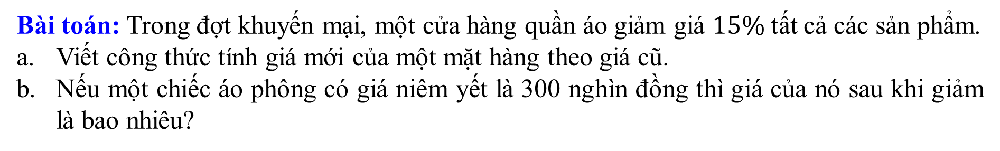 Bài toán: Trong đợt khuyến mại, một cửa hàng quần áo giảm giá 15% tất cả các sản phẩm.
a. Viết công thức tính giá mới của một mặt hàng theo giá cũ.
b. Nếu một chiếc áo phông có giá niêm yết là 300 nghìn đồng thì giá của nó sau khi giảm
là bao nhiêu?